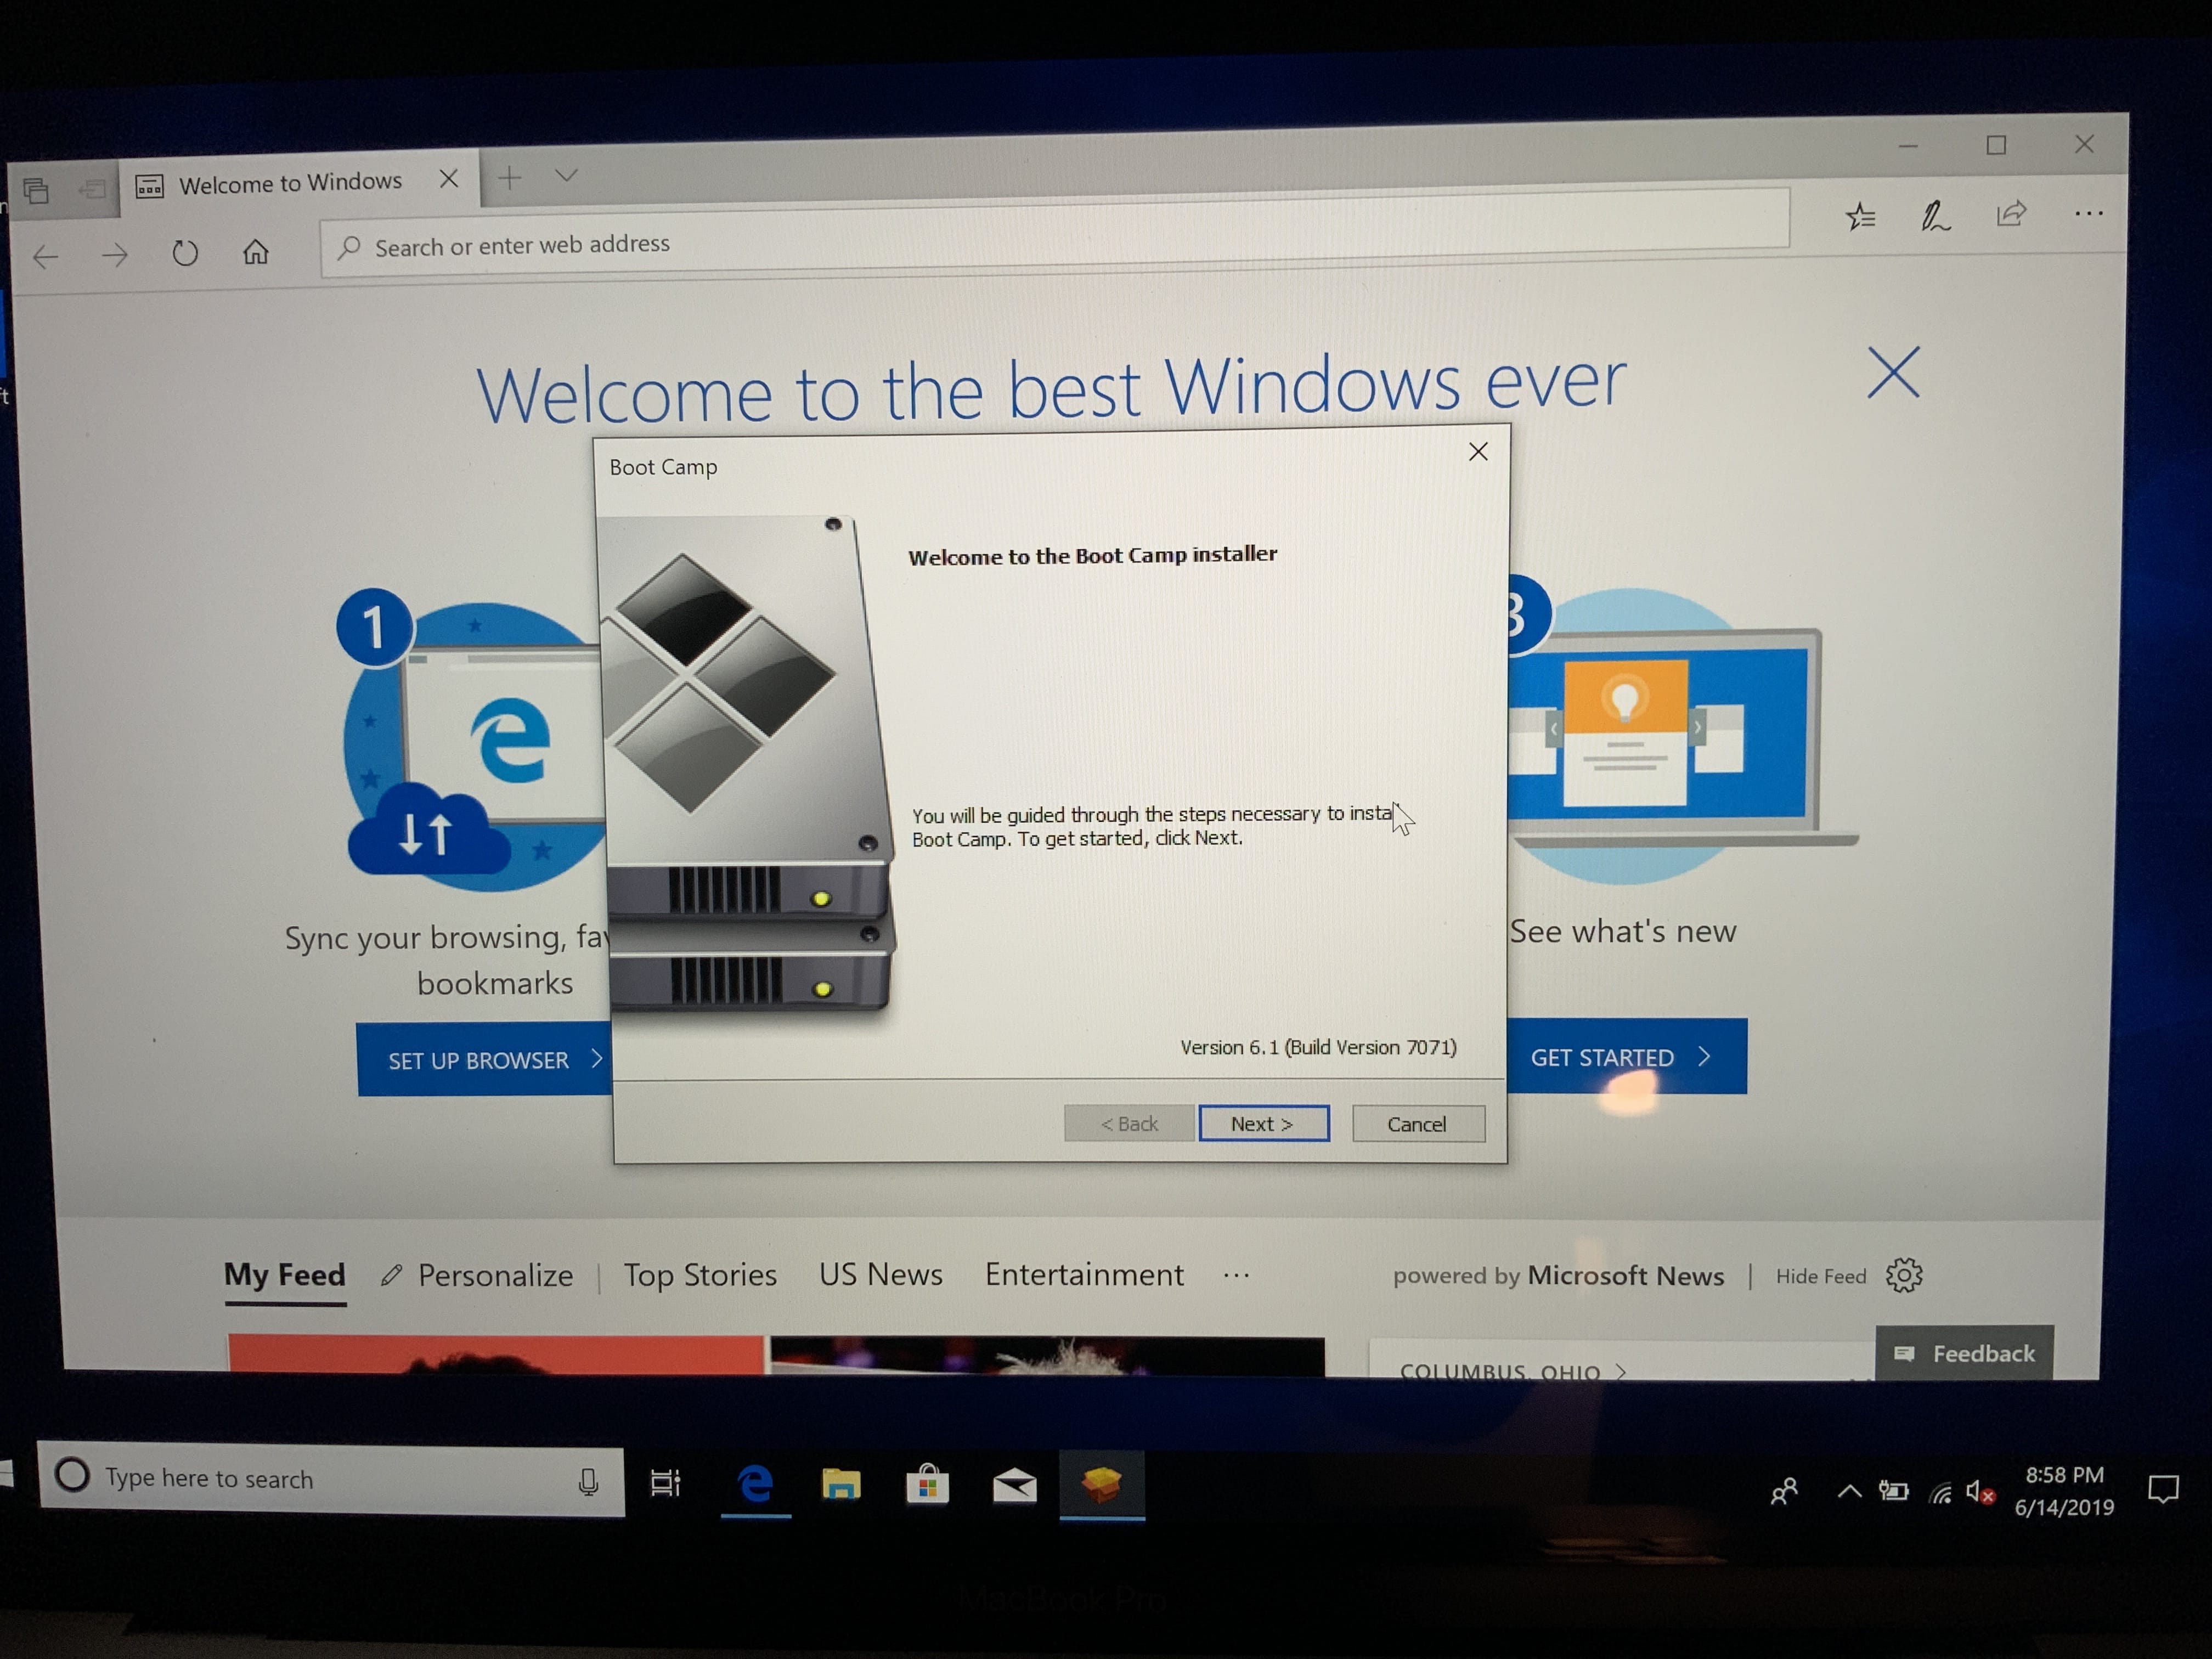 Welcome to Windows
Search or enter web address
Welcome to the best Windows ever
Boot Camp
Welcome to the Boot Camp installer
1
3
You will be guided through the steps necessary to insta
Boot Camp. To get started, click Next.
Sync your browsing, fav
bookmarks
See what's new
SET UP BROWSER >
GET STARTED >
Version 6.1 (Build Version 7071)
< Back
Next >
Cancel
My Feed
Personalize | Top Stories US News Entertainment ...
powered by Microsoft News | Hide Feed
COLUMBUS, OHIO >
Feedback
Type here to search
8:58 PM
6/14/2019
MacBook Pro